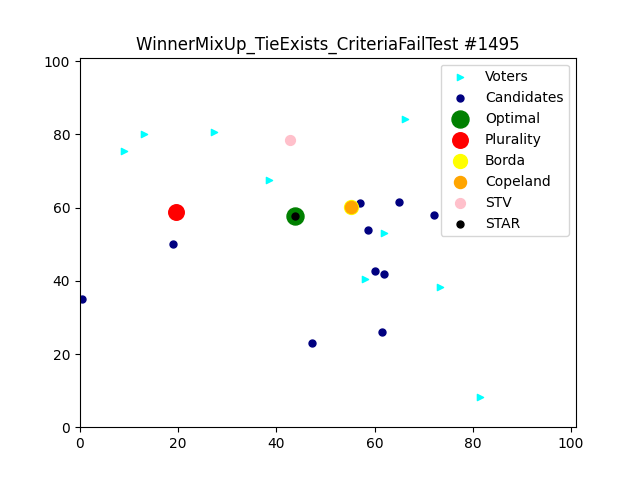 WinnerMixUp_TieExists_CriteriaFailTest #1495
100
80
60
40
20
0
0 20 40 60 80 100
Voters
Candidates
Optimal
Plurality
Borda
Copeland
STV
STAR